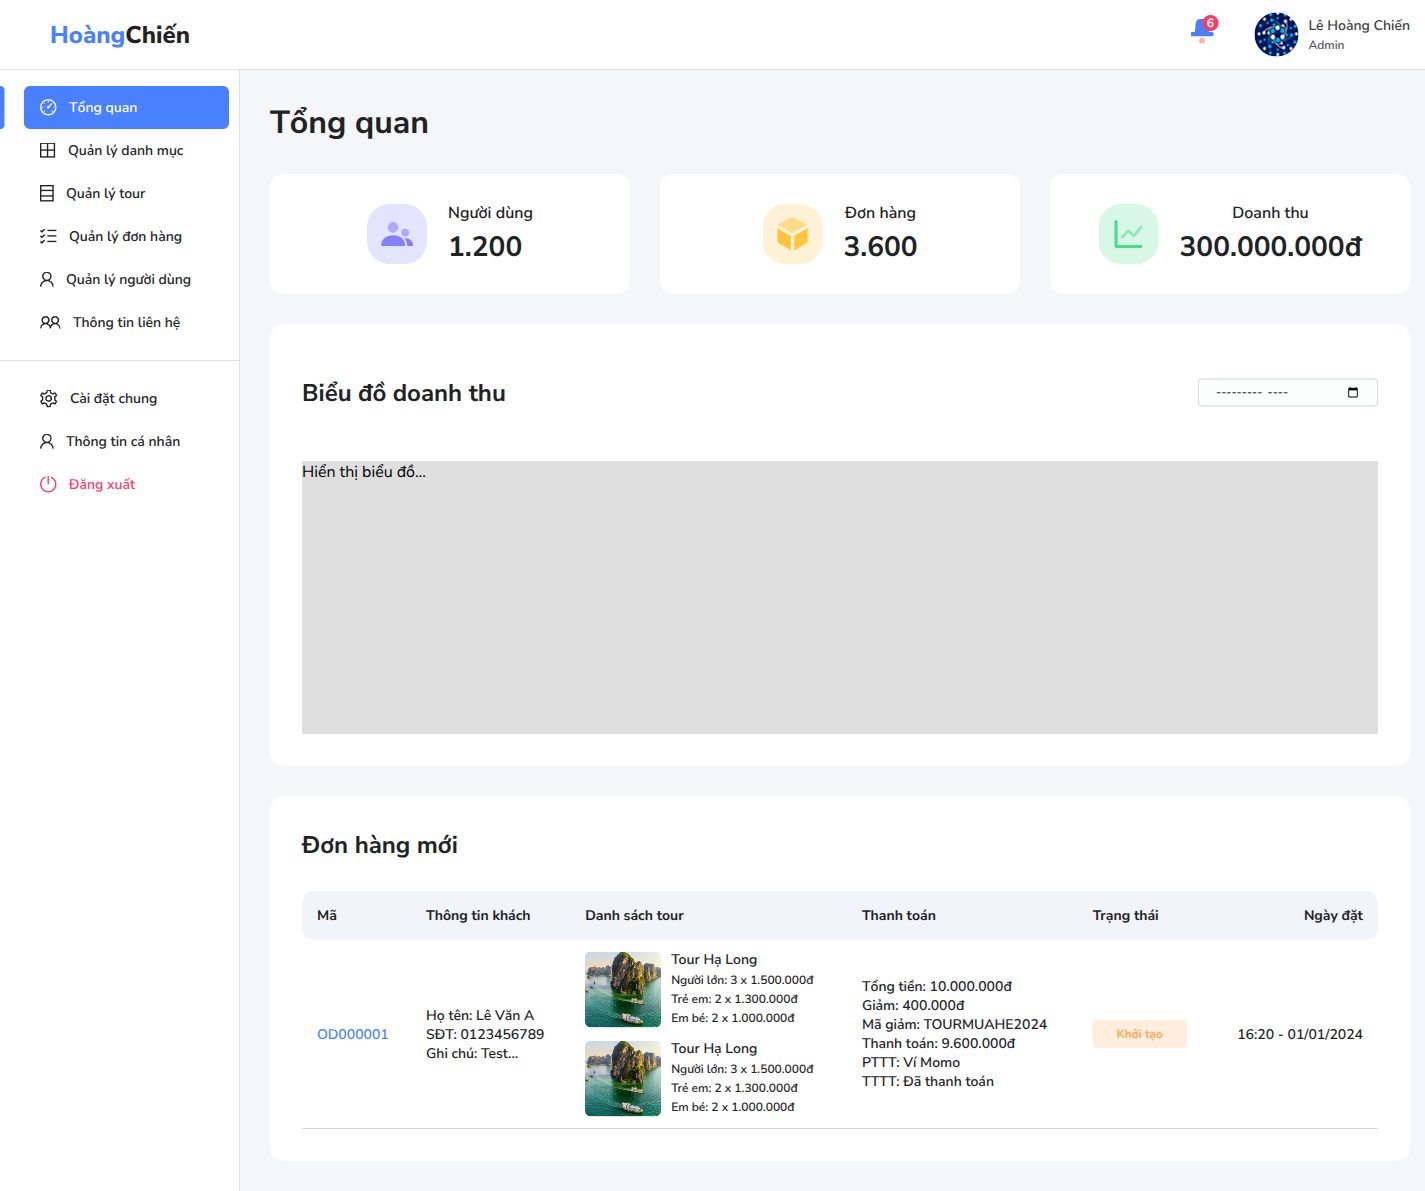 HoàngChiến
6
Lê Hoàng Chiến
Admin
Tổng quan
Quản lý danh mục
Quản lý tour
Quản lý đơn hàng
Quản lý người dùng
Thông tin liên hệ
Cài đặt chung
Thông tin cá nhân
Đăng xuất
Tổng quan
Người dùng
1.200
Đơn hàng
3.600
Doanh thu
300.000.000đ
Biểu đồ doanh thu
--------- ----
Hiển thị biểu đồ...
Đơn hàng mới
Mã Thông tin khách Danh sách tour Thanh toán Trạng thái Ngày đặt
OD000001
Họ tên: Lê Văn A
SĐT: 0123456789
Ghi chú: Test...
Tour Hạ Long
Người lớn: 3 x 1.500.000đ
Trẻ em: 2 x 1.300.000đ
Em bé: 2 x 1.000.000đ
Tour Hạ Long
Người lớn: 3 x 1.500.000đ
Trẻ em: 2 x 1.300.000đ
Em bé: 2 x 1.000.000đ
Tổng tiền: 10.000.000đ
Giảm: 400.000đ
Mã giảm: TOURMUAHE2024
Thanh toán: 9.600.000đ
PTTT: Ví Momo
TTTT: Đã thanh toán
Khởi tạo
16:20 - 01/01/2024